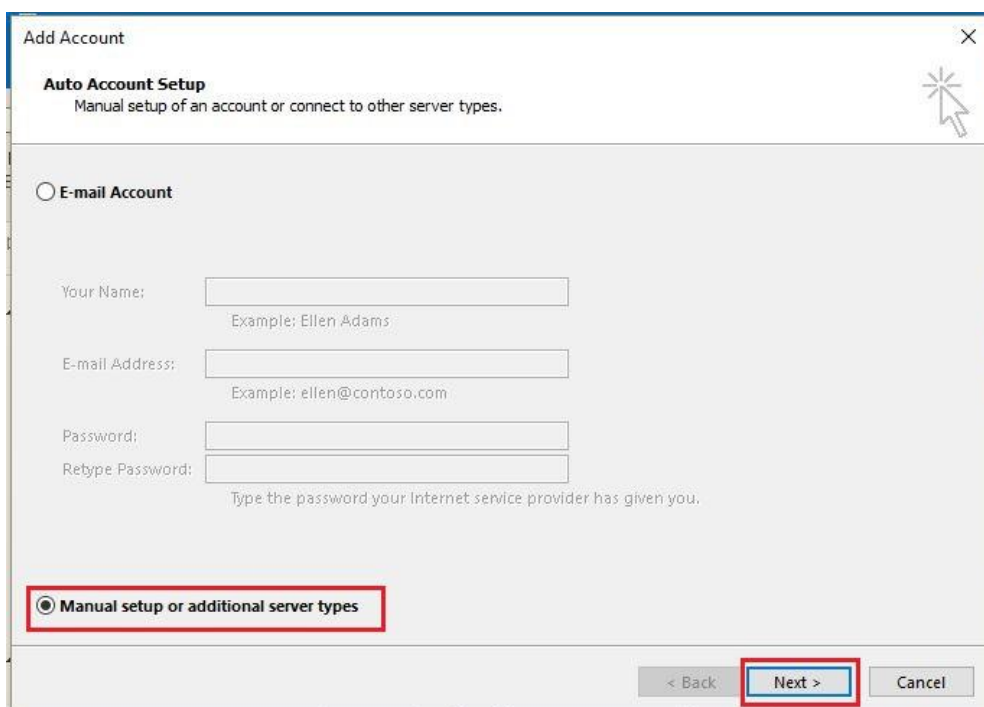 Add Account
Auto Account Setup
Manual setup of an account or connect to other server types.
E-mail Account
Your Name:
Example: Ellen Adams
E-mail Address:
Example: ellen@contoso.com
Password:
Retype Password:
Type the password your Internet service provider has given you.
Manual setup or additional server types
< Back Next > Cancel